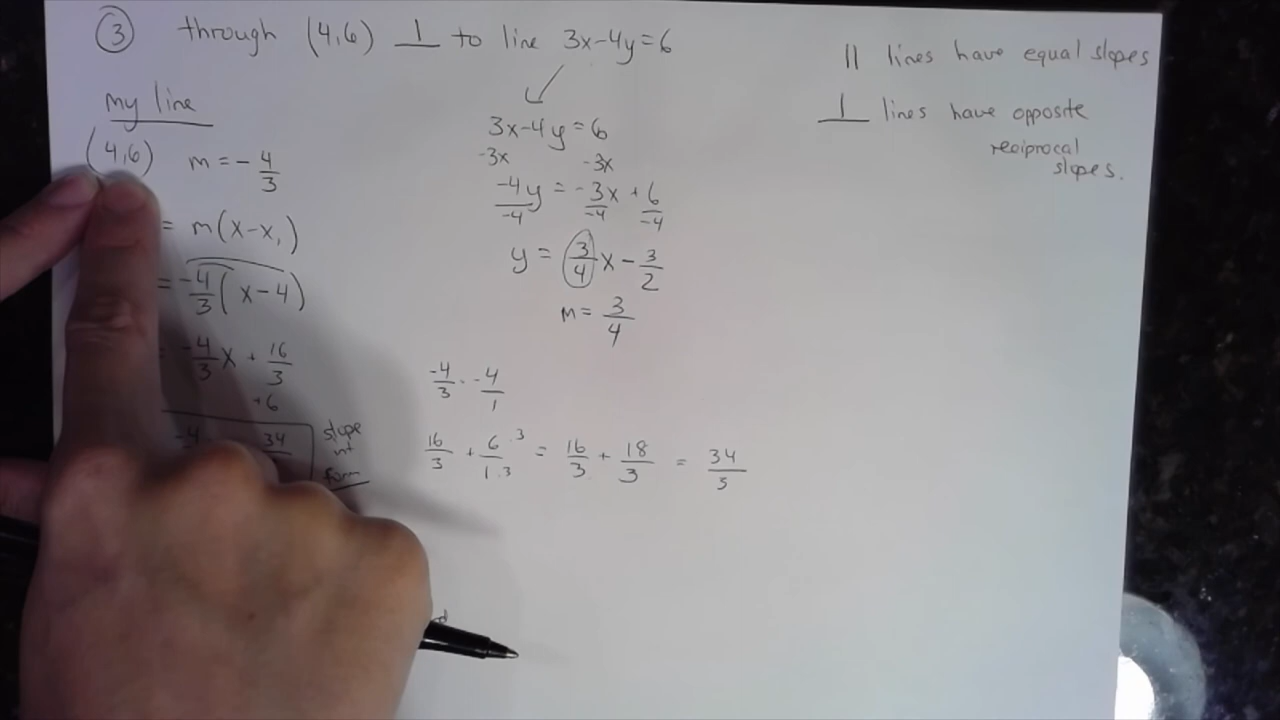 ③ through (4,6) ⊥ to line 3x-4y=6
|| lines have equal slopes
⊥ lines have opposite
reciprocal
slopes.
my line
(4,6) m = -4/3
= m(x-x₁)
= -4/3(x-4)
= -4/3x + 16/3
+6
-4 34
slope
int
form
3x-4y=6
-3x -3x
-4y/-4 = -3x/-4 + 6/-4
y = 3/4x - 3/2
m = 3/4
-4/3 · -4/1
16/3 + 6·3/1·3 = 16/3 + 18/3 = 34/3